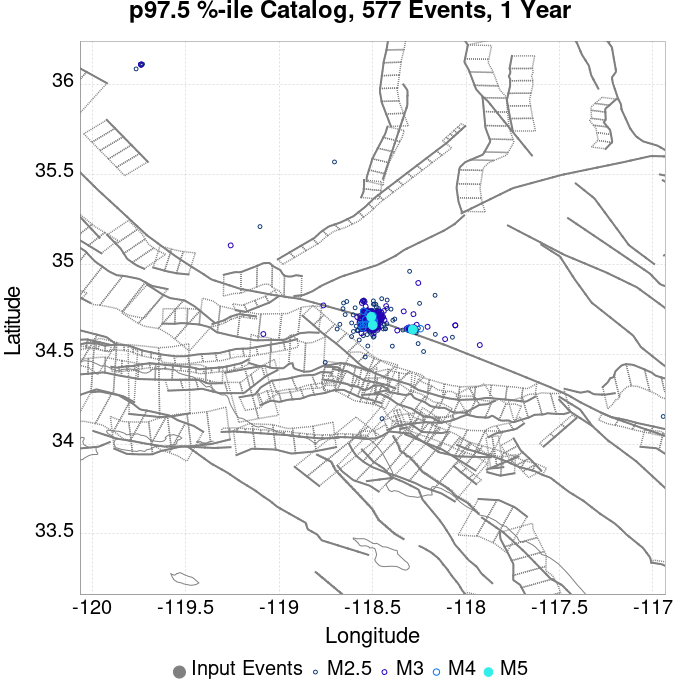 p97.5 %-ile Catalog, 577 Events, 1 Year
36
35.5
35
34.5
34
33.5
Latitude
-120 -119.5 -119 -118.5 -118 -117.5 -117
Longitude
Input Events M2.5 M3 M4 M5